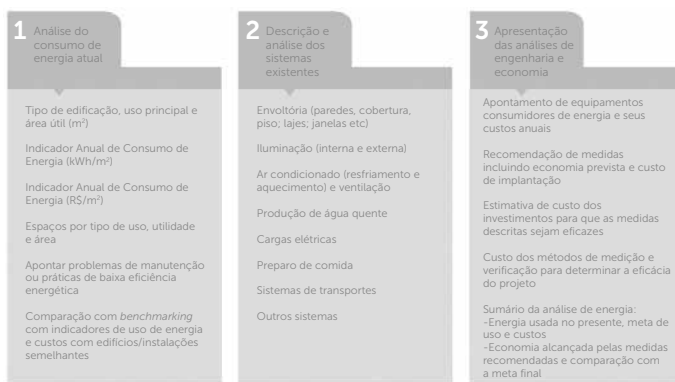 1 Análise do
consumo de
energia atual
Tipo de edificação, uso principal e
área útil (m²)
Indicador Anual de Consumo de
Energia (kWh/m²)
Indicador Anual de Consumo de
Energia (R$/m²)
Espaços por tipo de uso, utilidade
e área
Apontar problemas de manutenção
ou práticas de baixa eficiência
energética
Comparação com benchmarking
com indicadores de uso de energia
e custos com edifícios/instalações
semelhantes
2 Descrição e
análise dos
sistemas
existentes
Envoltória (paredes, cobertura,
piso; lajes; janelas etc)
Iluminação (interna e externa)
Ar condicionado (resfriamento e
aquecimento) e ventilação
Produção de água quente
Cargas elétricas
Preparo de comida
Sistemas de transportes
Outros sistemas
3 Apresentação
das análises de
engenharia e
economia
Apontamento de equipamentos
consumidores de energia e seus
custos anuais
Recomendação de medidas
incluindo economia prevista e custo
de implantação
Estimativa de custo dos
investimentos para que as medidas
descritas sejam eficazes
Custo dos métodos de medição e
verificação para determinar a eficácia
do projeto
Sumário da análise de energia:
-Energia usada no presente, meta de
uso e custos
-Economia alcançada pelas medidas
recomendadas e comparação com
a meta final